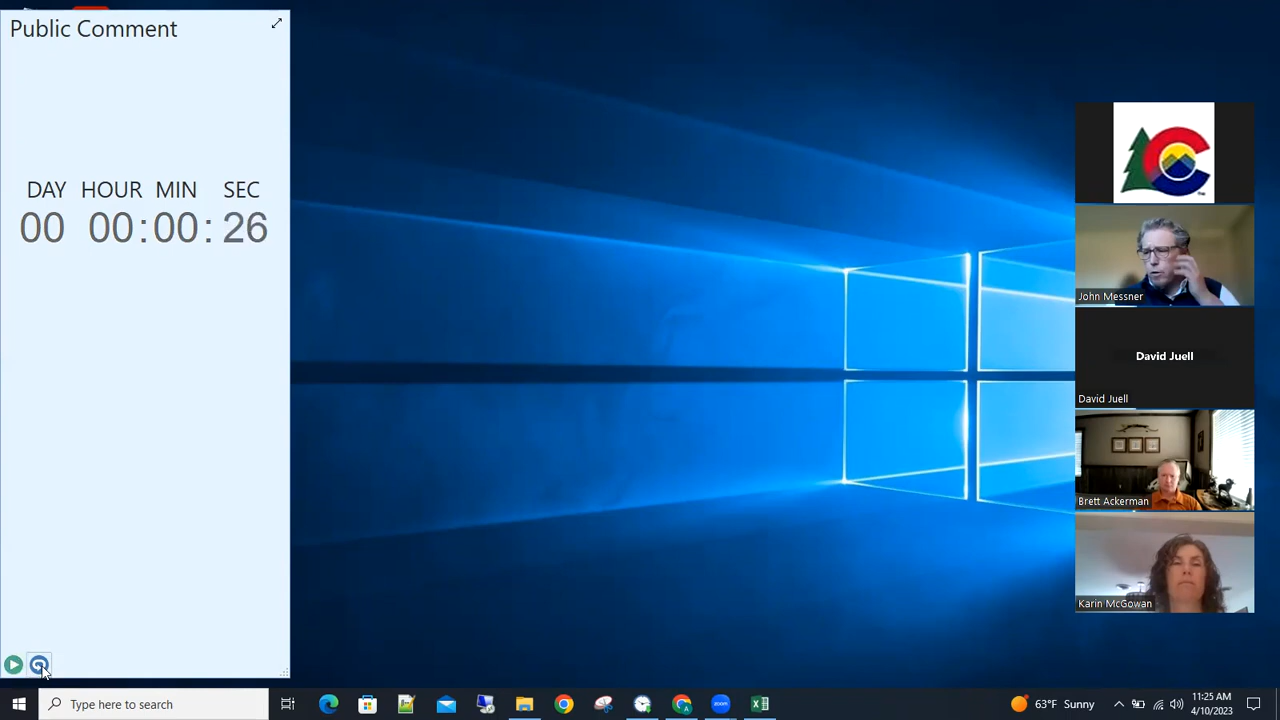 Public Comment
DAY HOUR MIN SEC
00 00:00:26
John Messner
David Juell
David Juell
Brett Ackerman
Karin McGowan
Type here to search
zoom
63°F Sunny
11:25 AM
4/10/2023